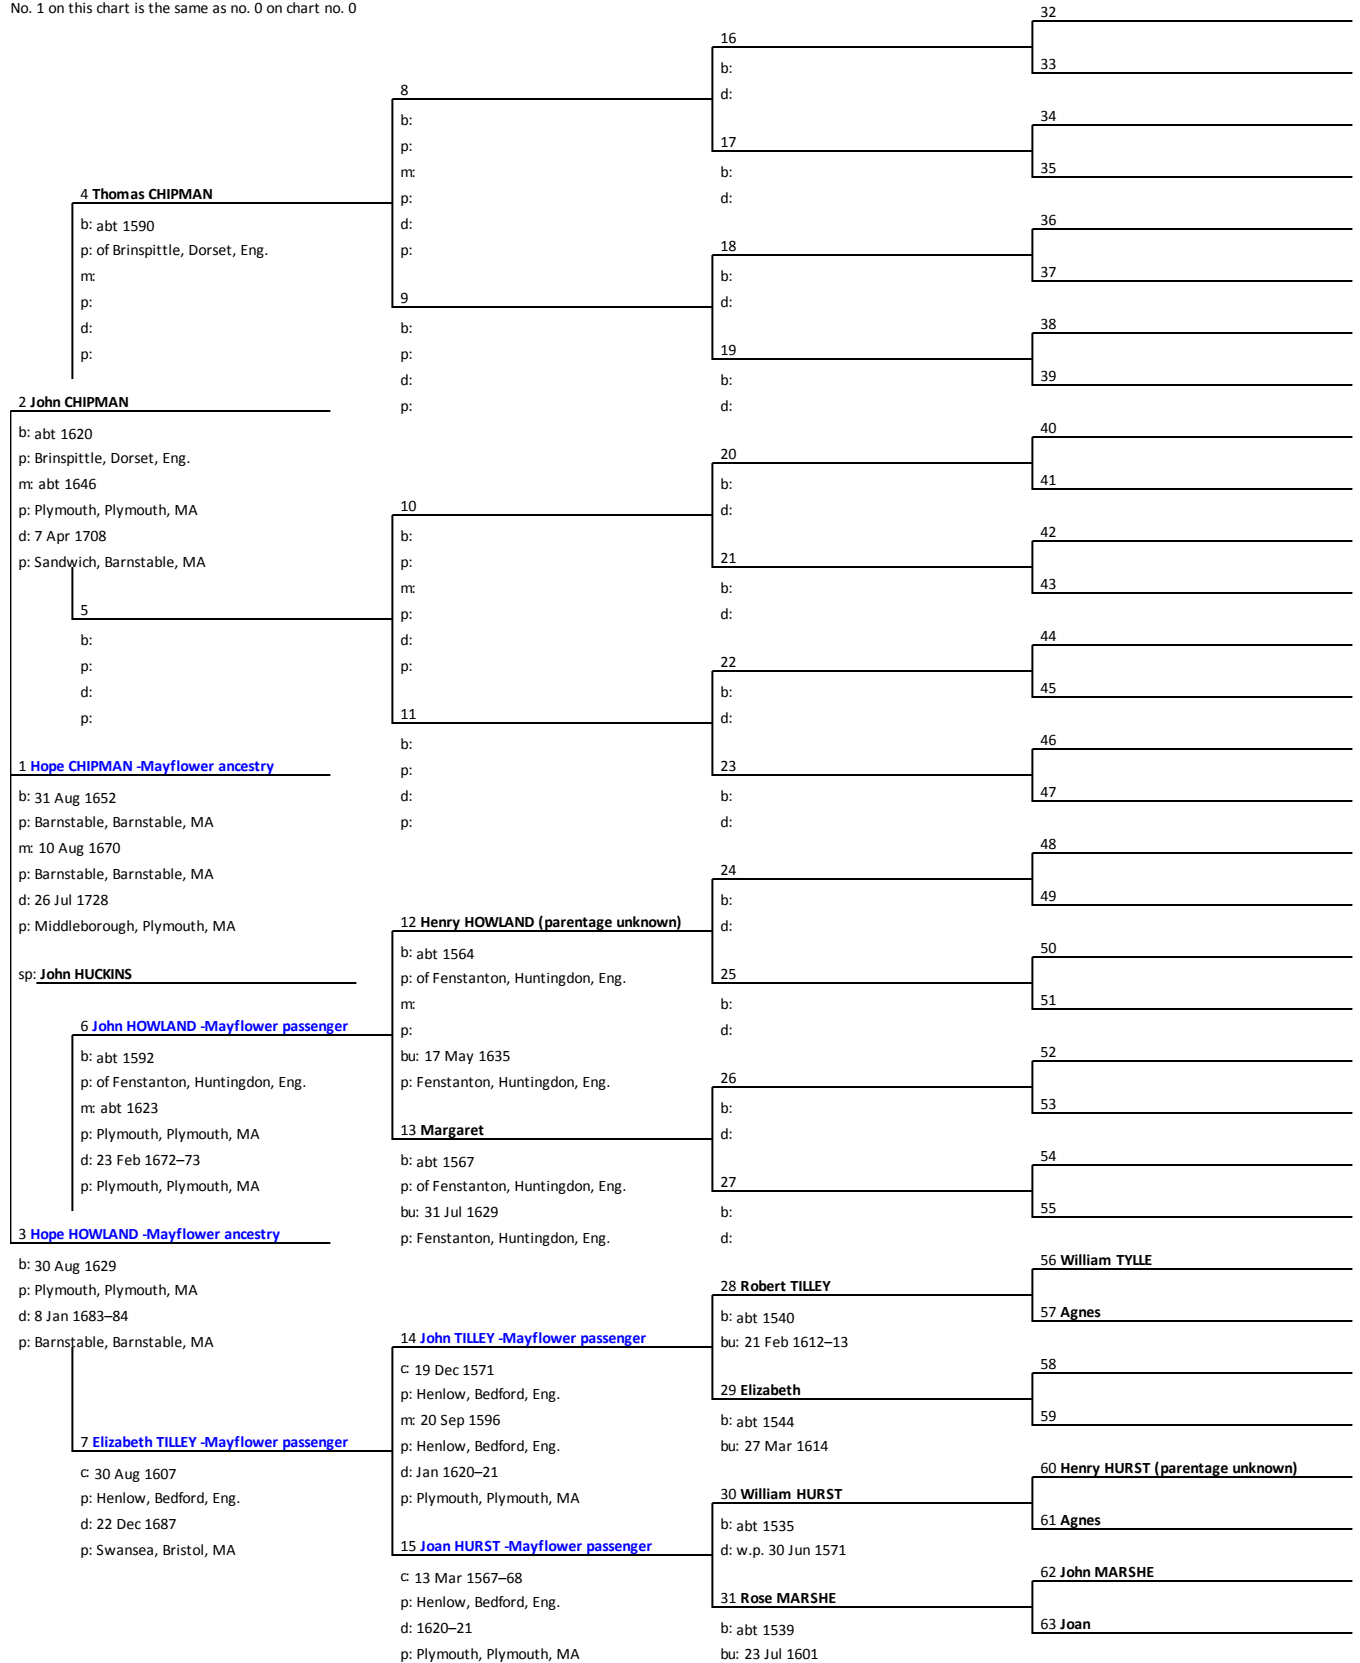 No. 1 on this chart is the same as no. 0 on chart no. 0
4 Thomas CHIPMAN
b: abt 1590
p: of Brinspittle, Dorset, Eng.
m:
p:
d:
p:
2 John CHIPMAN
b: abt 1620
p: Brinspittle, Dorset, Eng.
m: abt 1646
p: Plymouth, Plymouth, MA
d: 7 Apr 1708
p: Sandwich, Barnstable, MA
5
b:
p:
d:
p:
1 Hope CHIPMAN -Mayflower ancestry
b: 31 Aug 1652
p: Barnstable, Barnstable, MA
m: 10 Aug 1670
p: Barnstable, Barnstable, MA
d: 26 Jul 1728
p: Middleborough, Plymouth, MA
sp: John HUCKINS
6 John HOWLAND -Mayflower passenger
b: abt 1592
p: of Fenstanton, Huntingdon, Eng.
m: abt 1623
p: Plymouth, Plymouth, MA
d: 23 Feb 1672–73
p: Plymouth, Plymouth, MA
3 Hope HOWLAND -Mayflower ancestry
b: 30 Aug 1629
p: Plymouth, Plymouth, MA
d: 8 Jan 1683–84
p: Barnstable, Barnstable, MA
7 Elizabeth TILLEY -Mayflower passenger
c: 30 Aug 1607
p: Henlow, Bedford, Eng.
d: 22 Dec 1687
p: Swansea, Bristol, MA
8
b:
p:
m:
p:
d:
p:
9
b:
p:
d:
p:
10
b:
p:
m:
p:
d:
p:
11
b:
p:
d:
p:
12 Henry HOWLAND (parentage unknown)
b: abt 1564
p: of Fenstanton, Huntingdon, Eng.
m:
p:
bu: 17 May 1635
p: Fenstanton, Huntingdon, Eng.
13 Margaret
b: abt 1567
p: of Fenstanton, Huntingdon, Eng.
bu: 31 Jul 1629
p: Fenstanton, Huntingdon, Eng.
14 John TILLEY -Mayflower passenger
c: 19 Dec 1571
p: Henlow, Bedford, Eng.
m: 20 Sep 1596
p: Henlow, Bedford, Eng.
d: Jan 1620–21
p: Plymouth, Plymouth, MA
15 Joan HURST -Mayflower passenger
c: 13 Mar 1567–68
p: Henlow, Bedford, Eng.
d: 1620–21
p: Plymouth, Plymouth, MA
16
b:
d:
17
b:
d:
18
b:
d:
19
b:
d:
20
b:
d:
21
b:
d:
22
b:
d:
23
b:
d:
24
b:
d:
25
b:
d:
26
b:
d:
27
b:
d:
28 Robert TILLEY
b: abt 1540
bu: 21 Feb 1612–13
29 Elizabeth
b: abt 1544
bu: 27 Mar 1614
30 William HURST
b: abt 1535
d: w.p. 30 Jun 1571
31 Rose MARSHE
b: abt 1539
bu: 23 Jul 1601
32
33
34
35
36
37
38
39
40
41
42
43
44
45
46
47
48
49
50
51
52
53
54
55
56 William TYLLE
57 Agnes
58
59
60 Henry HURST (parentage unknown)
61 Agnes
62 John MARSHE
63 Joan